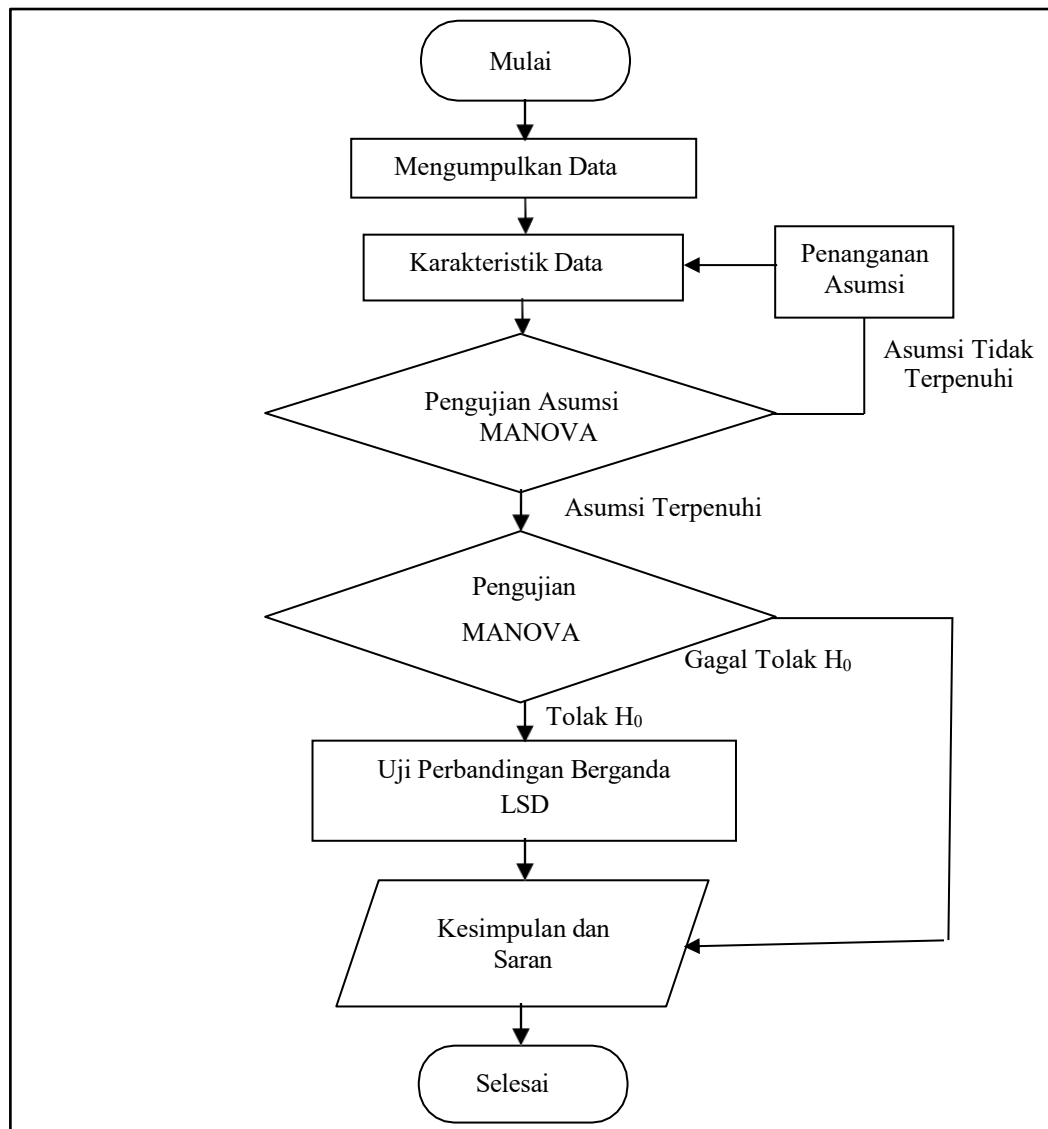 Mulai
Mengumpulkan Data
Karakteristik Data
Penanganan
Asumsi
Asumsi Tidak
Terpenuhi
Pengujian Asumsi
MANOVA
Asumsi Terpenuhi
Pengujian
MANOVA
Gagal Tolak H₀
Tolak H₀
Uji Perbandingan Berganda
LSD
Kesimpulan dan
Saran
Selesai